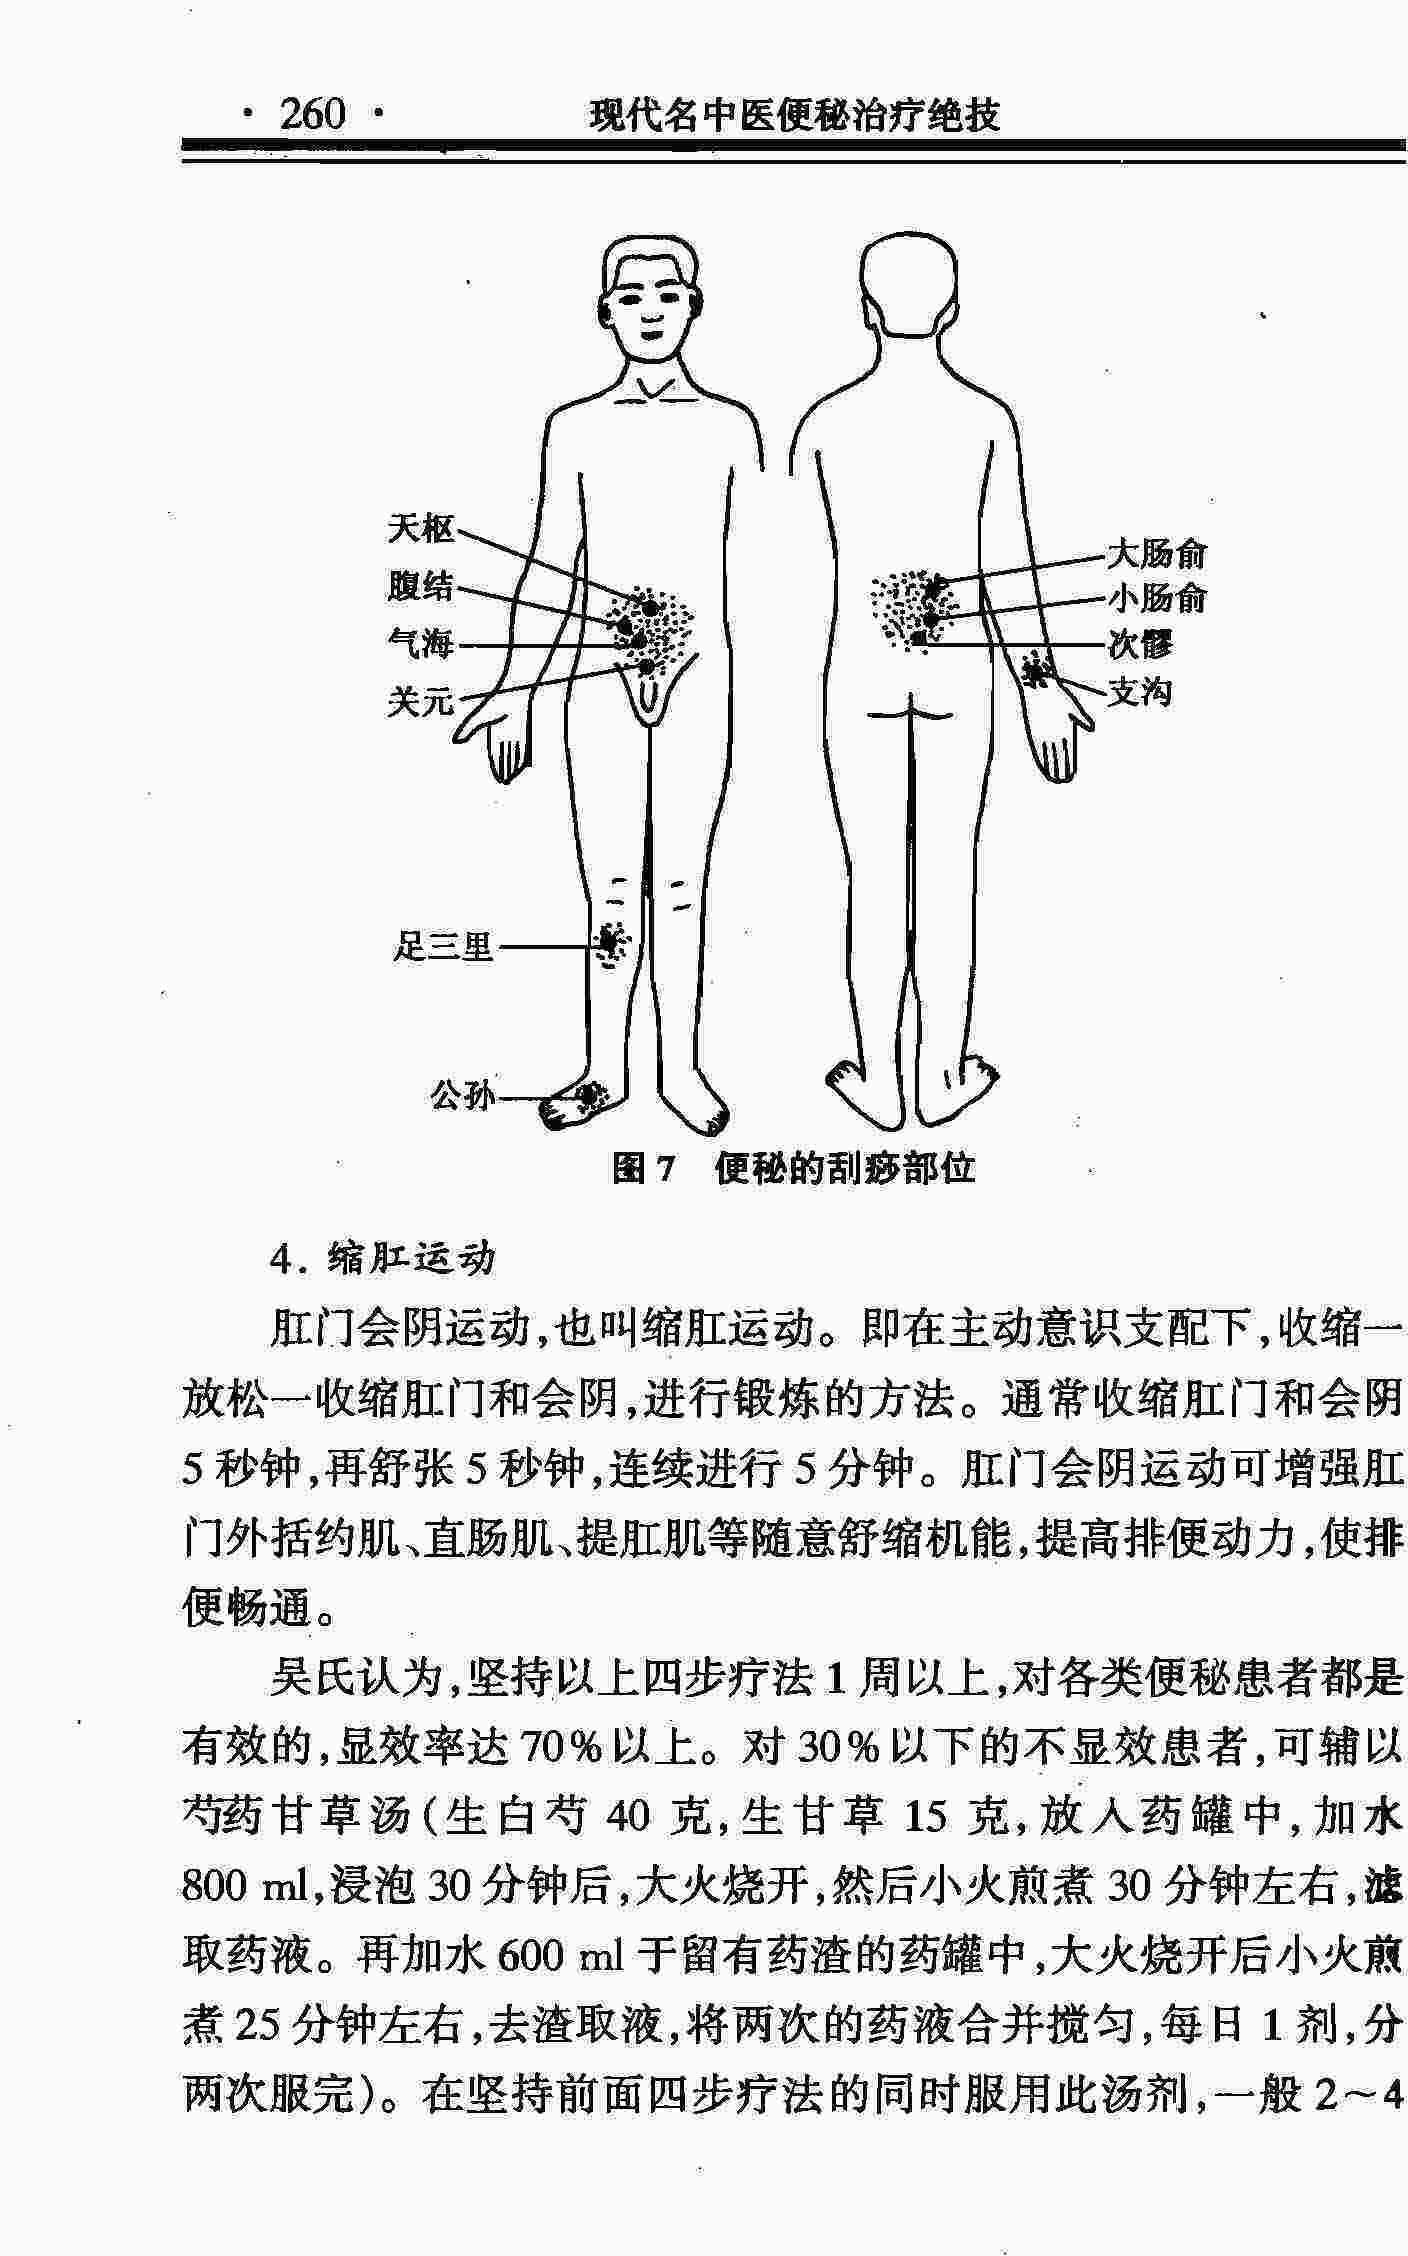 · 260 ·
现代名中医便秘治疗绝技
天枢
腹结
气海
关元
足三里
公孙
大肠俞
小肠俞
次髎
支沟
图 7 便秘的刮痧部位
4. 缩肛运动
肛门会阴运动,也叫缩肛运动。即在主动意识支配下,收缩一
放松一收缩肛门和会阴,进行锻炼的方法。通常收缩肛门和会阴
5 秒钟,再舒张 5 秒钟,连续进行 5 分钟。肛门会阴运动可增强肛
门外括约肌、直肠肌、提肛肌等随意舒缩机能,提高排便动力,使排
便畅通。
吴氏认为,坚持以上四步疗法 1 周以上,对各类便秘患者都是
有效的,显效率达 70%以上。对 30%以下的不显效患者,可辅以
芍药甘草汤(生白芍 40 克,生甘草 15 克,放入药罐中,加水
800 ml,浸泡 30 分钟后,大火烧开,然后小火煎煮 30 分钟左右,滤
取药液。再加水 600 ml 于留有药渣的药罐中,大火烧开后小火煎
煮 25 分钟左右,去渣取液,将两次的药液合并搅匀,每日 1 剂,分
两次服完)。在坚持前面四步疗法的同时服用此汤剂,一般 2～4